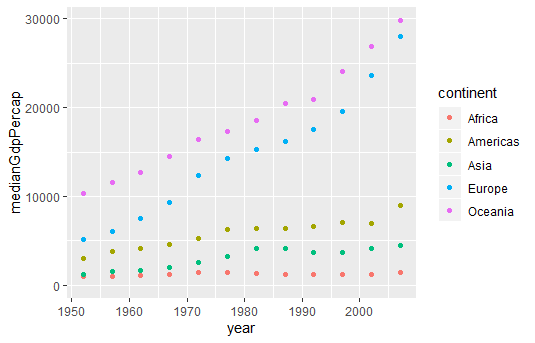 30000
20000
10000
0
medianGdpPercap
1950
1960
1970
1980
1990
2000
year
continent
Africa
Americas
Asia
Europe
Oceania